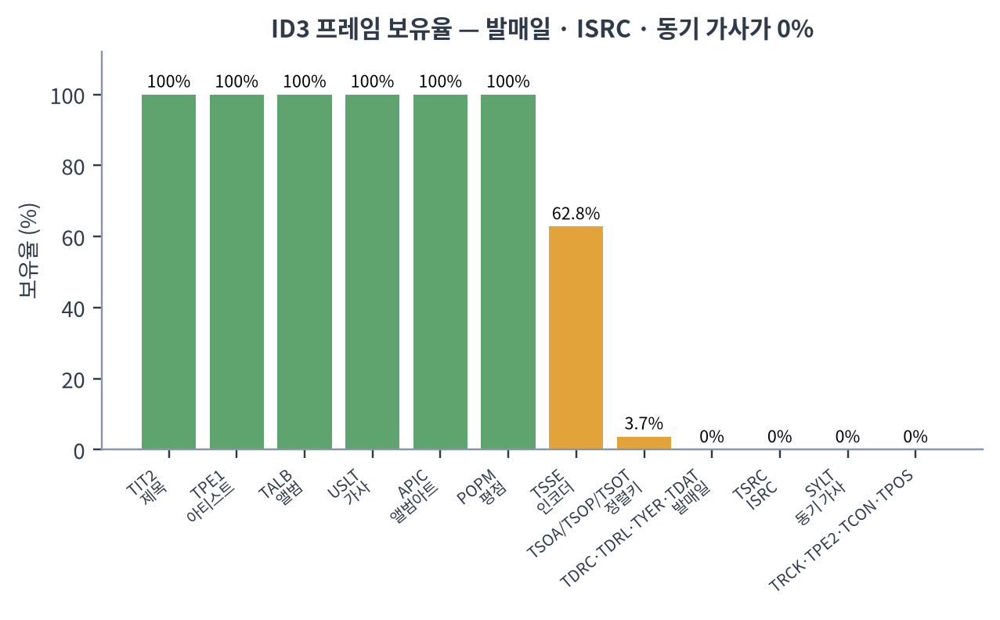 ID3 프레임 보유율 — 발매일 · ISRC · 동기 가사가 0%
보유율 (%)
100
80
60
40
20
0
100%
100%
100%
100%
100%
100%
62.8%
3.7%
0%
0%
0%
0%
TIT2
제목
TPE1
아티스트
TALB
앨범
USLT
가사
APIC
앨범아트
POPM
평점
TSSE
인코더
TSOA/TSOP/TSOT
정렬키
TDRC·TDRL·TYER·TDAT
발매일
TSRC
ISRC
SYLT
동기 가사
TRCK·TPE2·TCON·TPOS